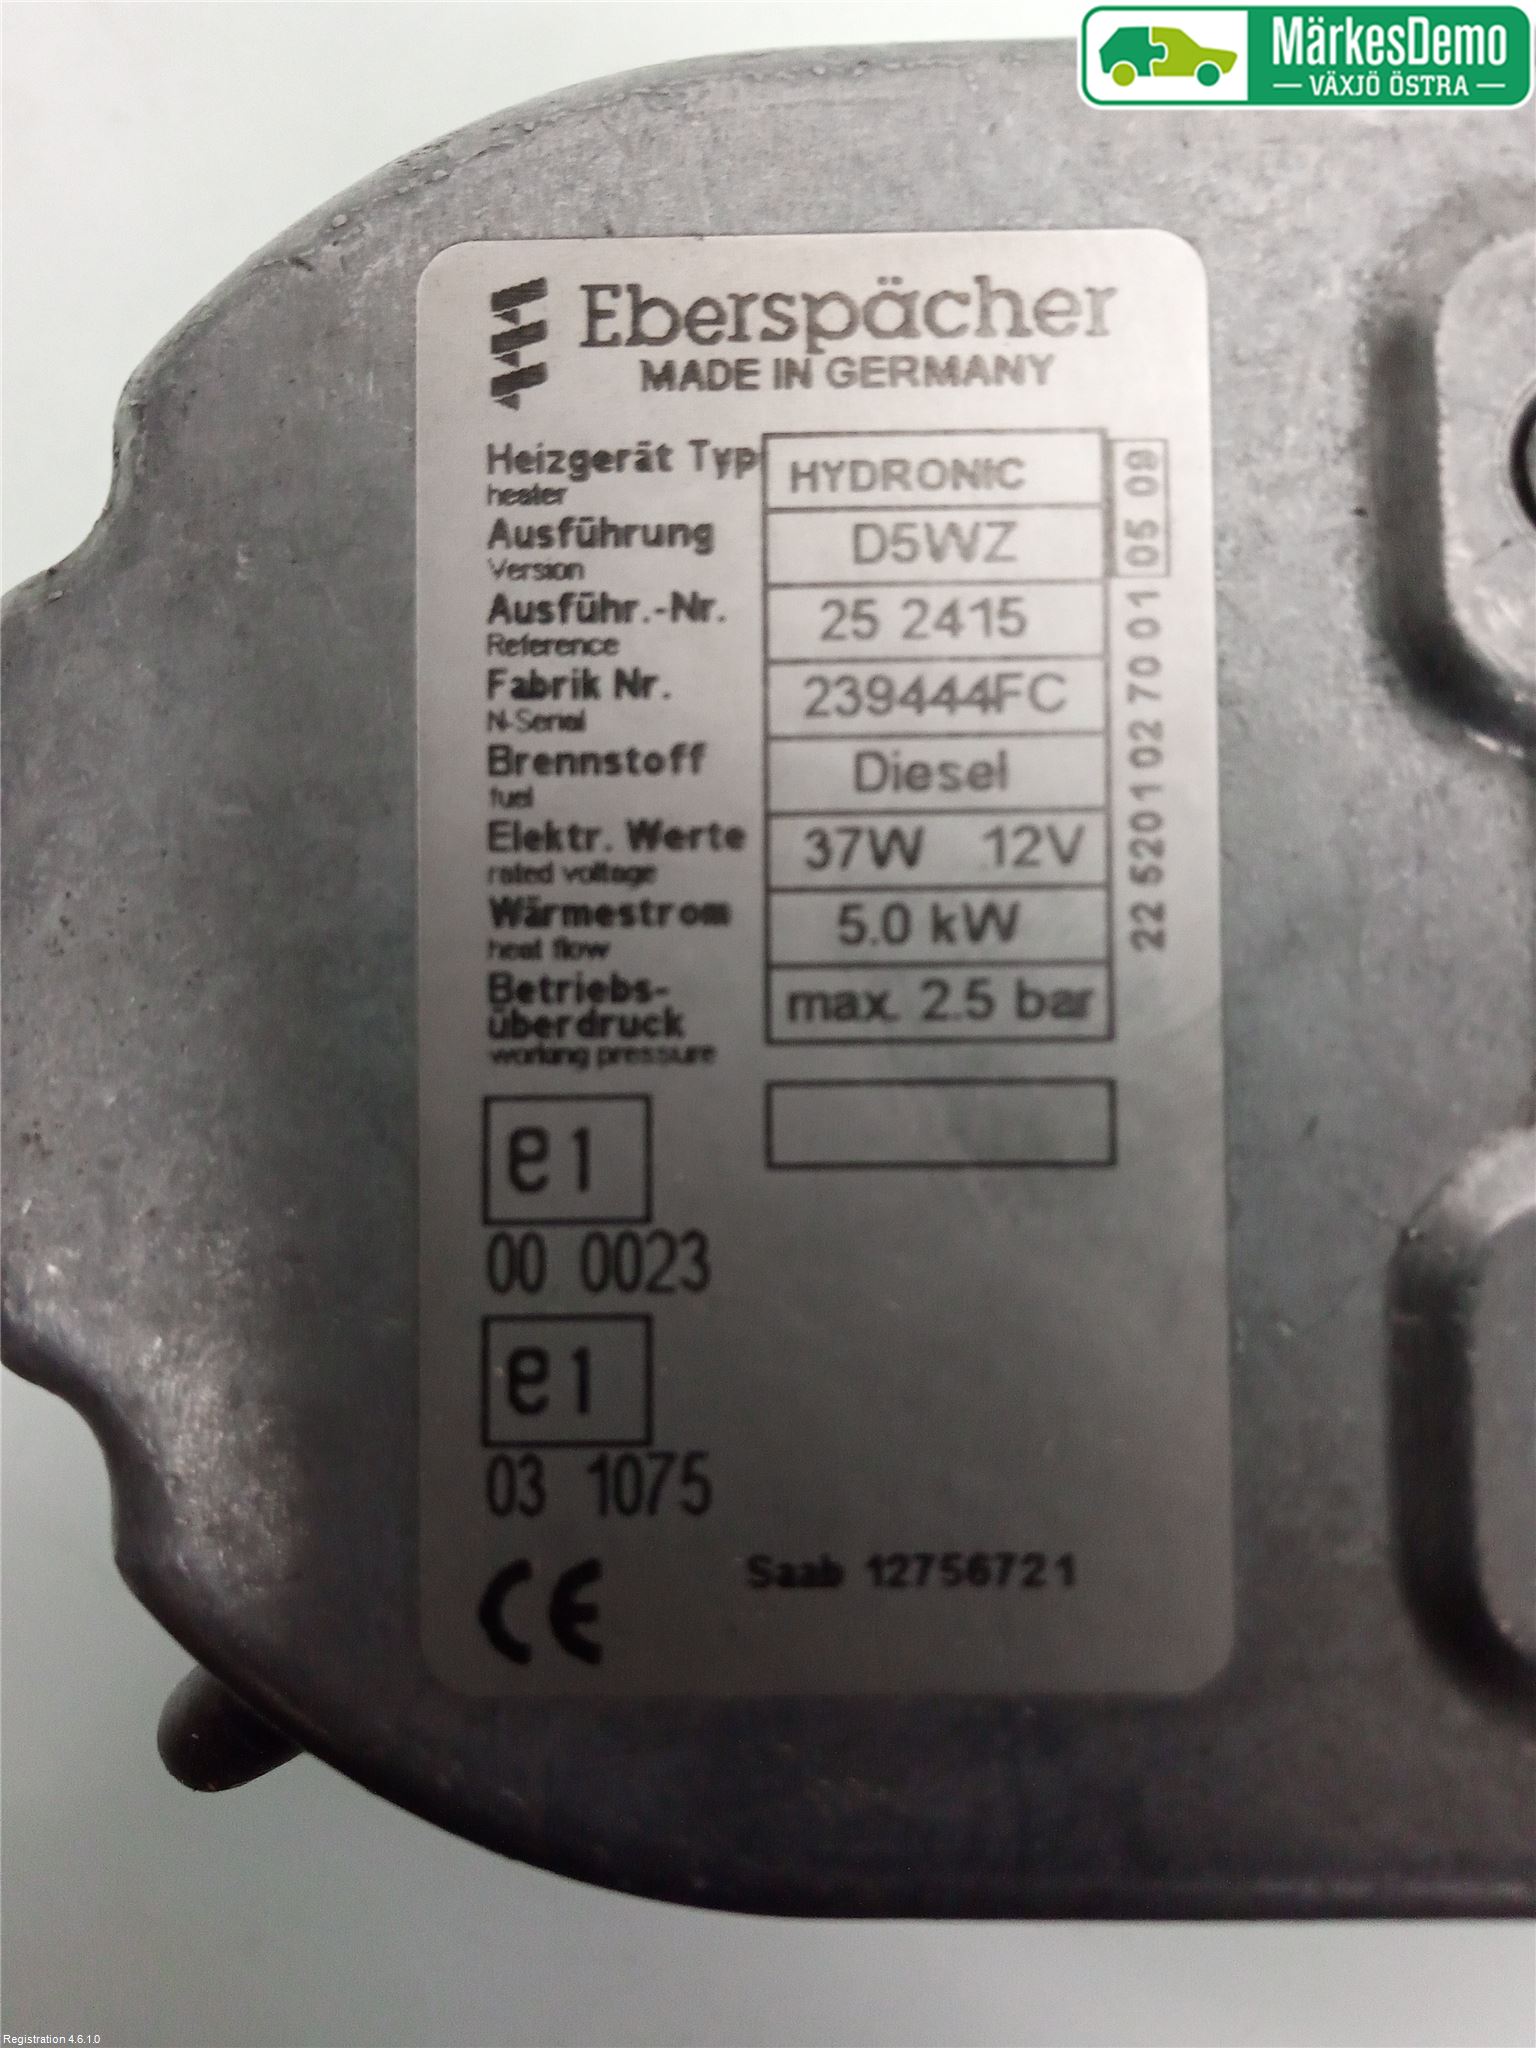 MärkesDemo
VÄXJÖ ÖSTRA
Eberspächer
MADE IN GERMANY
Heizgerät Typ HYDRONIC
heater
Ausführung D5WZ
Version
Ausführ.-Nr. 25 2415
Reference
Fabrik Nr. 239444FC
N-Serial
Brennstoff Diesel
fuel
Elektr. Werte 37W 12V
rated voltage
Wärmestrom 5.0 kW
heat flow
Betriebs-
überdruck max. 2.5 bar
working pressure
22 5201 02 70 01 05 09
e1
00 0023
e1
03 1075
CE
Saab 12756721
Registration 4.6.1.0